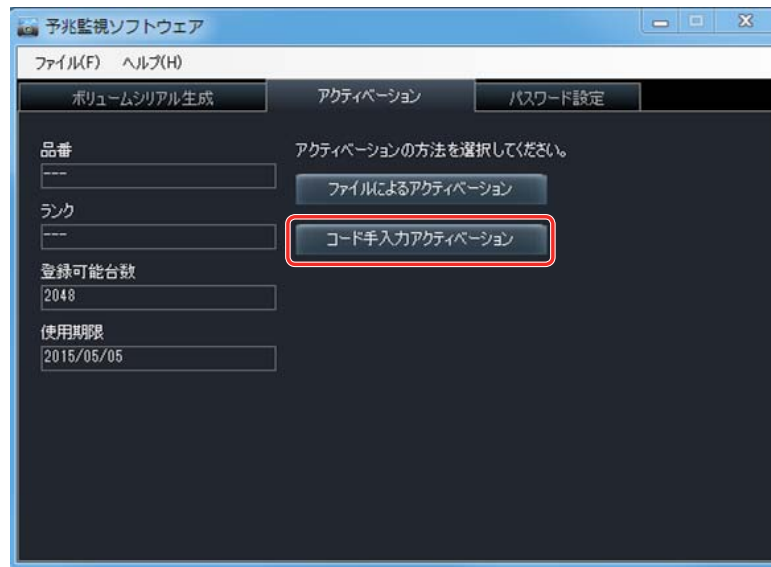 予兆監視ソフトウェア
ファイル(F) ヘルプ(H)
ボリュームシリアル生成 アクティベーション パスワード設定
品番
---
ランク
---
登録可能台数
2048
使用期限
2015/05/05
アクティベーションの方法を選択してください。
ファイルによるアクティベーション
コード手入力アクティベーション